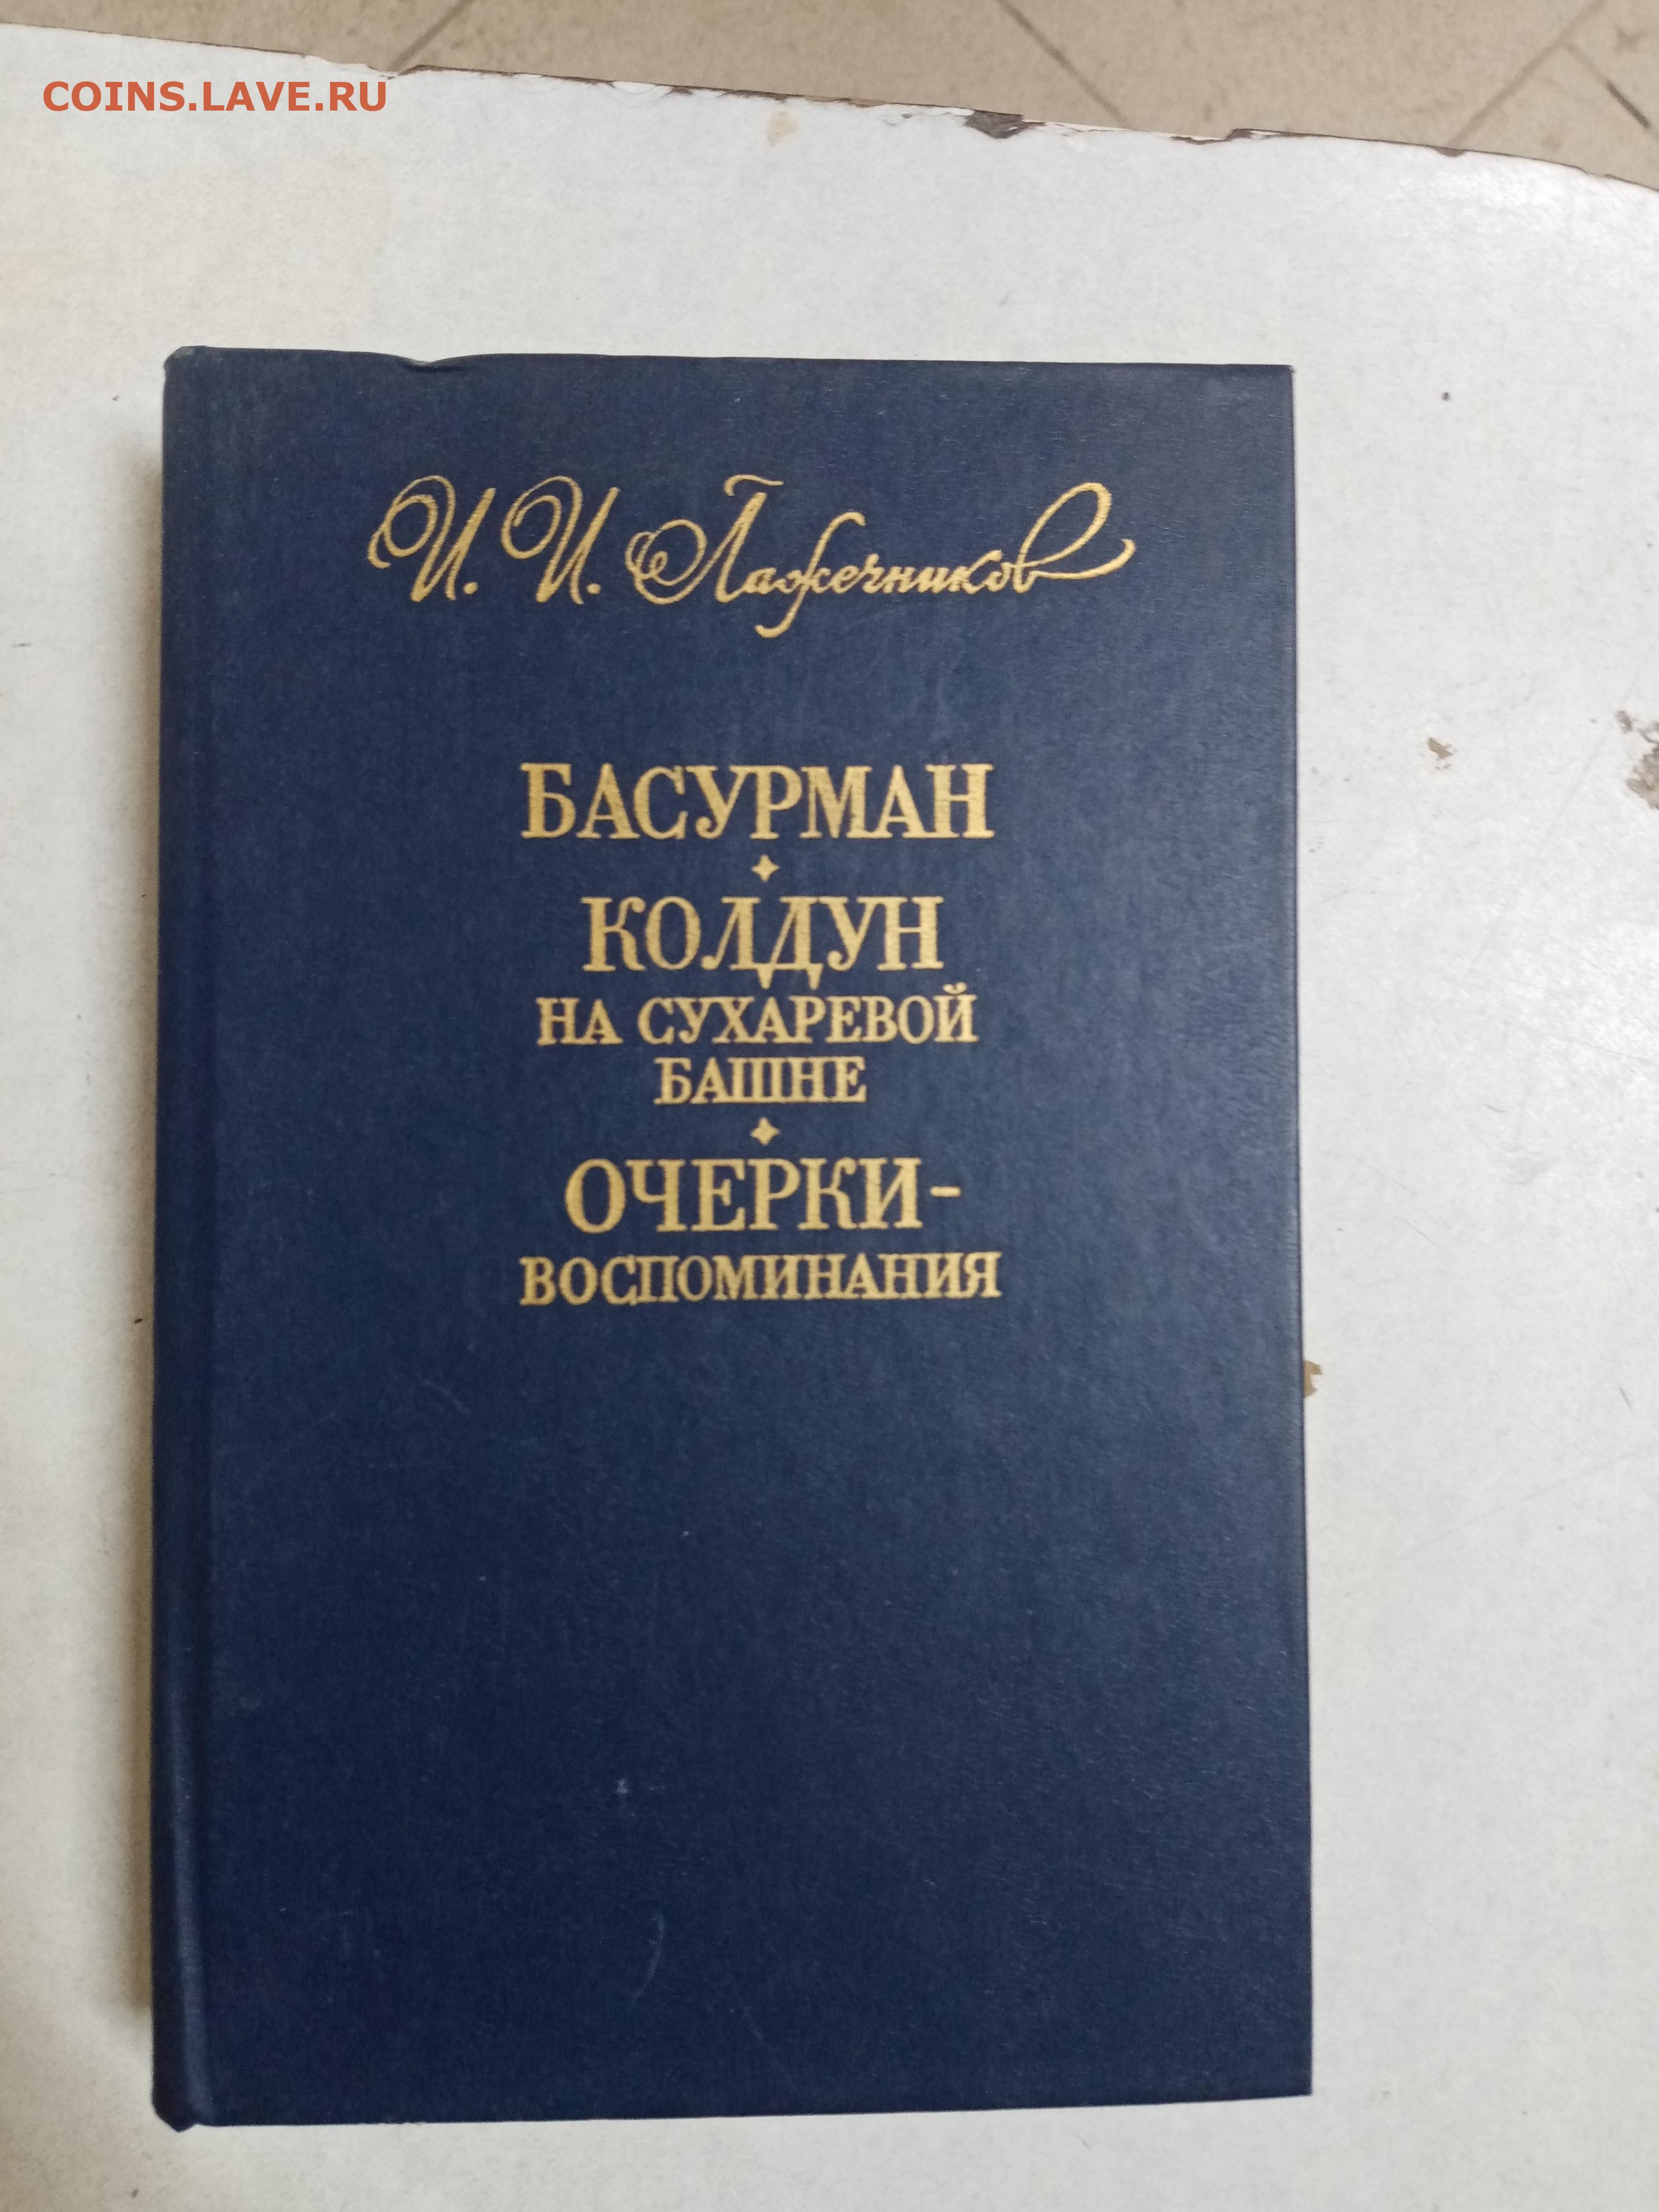 COINS.LAVE.RU
И. И. Лажечников
БАСУРМАН
КОЛДУН
НА СУХАРЕВОЙ
БАШНЕ
ОЧЕРКИ-
ВОСПОМИНАНИЯ